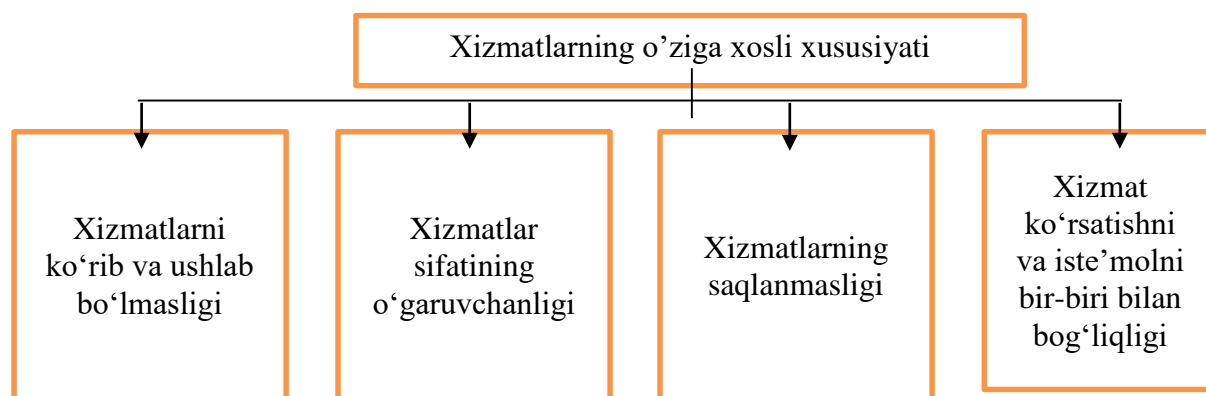 Xizmatlarning o’ziga xosli xususiyati
Xizmatlarni
ko‘rib va ushlab
bo‘lmasligi
Xizmatlar
sifatining
o‘garuvchanligi
Xizmatlarning
saqlanmasligi
Xizmat
ko‘rsatishni
va iste’molni
bir-biri bilan
bog‘liqligi